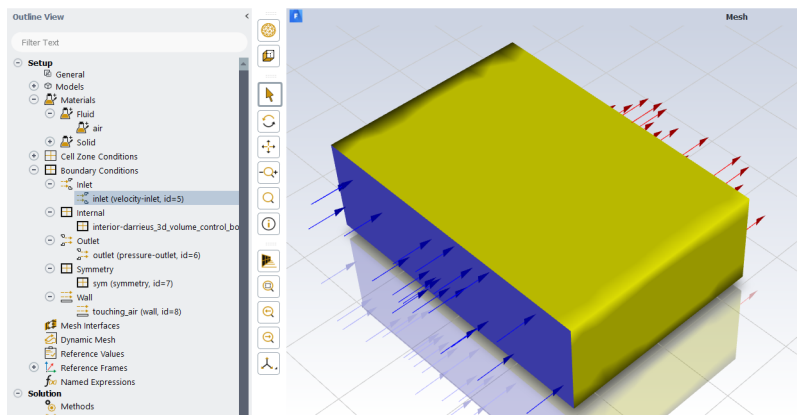 Outline View
<
F
Mesh
Filter Text
Setup
General
Models
Materials
Fluid
air
Solid
Cell Zone Conditions
Boundary Conditions
Inlet
inlet (velocity-inlet, id=5)
Internal
interior-darrieus_3d_volume_control_bo
Outlet
outlet (pressure-outlet, id=6)
Symmetry
sym (symmetry, id=7)
Wall
touching_air (wall, id=8)
Mesh Interfaces
Dynamic Mesh
Reference Values
Reference Frames
Named Expressions
Solution
Methods